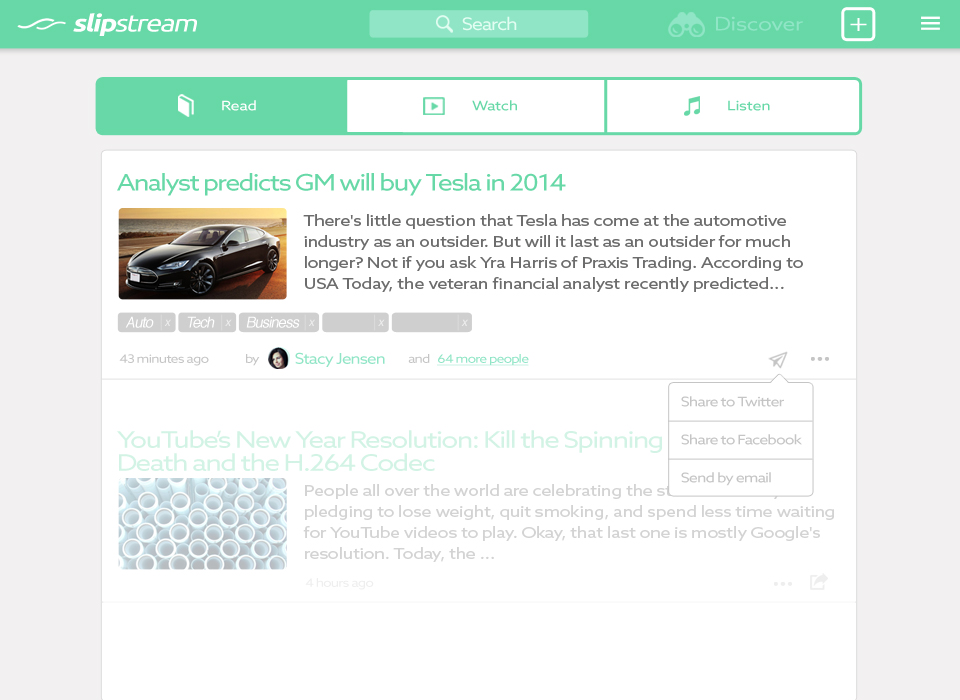 slipstream
Search
Discover
Read
Watch
Listen
Analyst predicts GM will buy Tesla in 2014
There's little question that Tesla has come at the automotive
industry as an outsider. But will it last as an outsider for much
longer? Not if you ask Yra Harris of Praxis Trading. According to
USA Today, the veteran financial analyst recently predicted...
Auto x Tech x Business x x x
43 minutes ago by Stacy Jensen and 64 more people
Share to Twitter
Share to Facebook
Send by email
YouTube's New Year Resolution: Kill the Spinning
Death and the H.264 Codec
People all over the world are celebrating the
pledging to lose weight, quit smoking, and spend less time waiting
for YouTube videos to play. Okay, that last one is mostly Google's
resolution. Today, the ...
4 hours ago